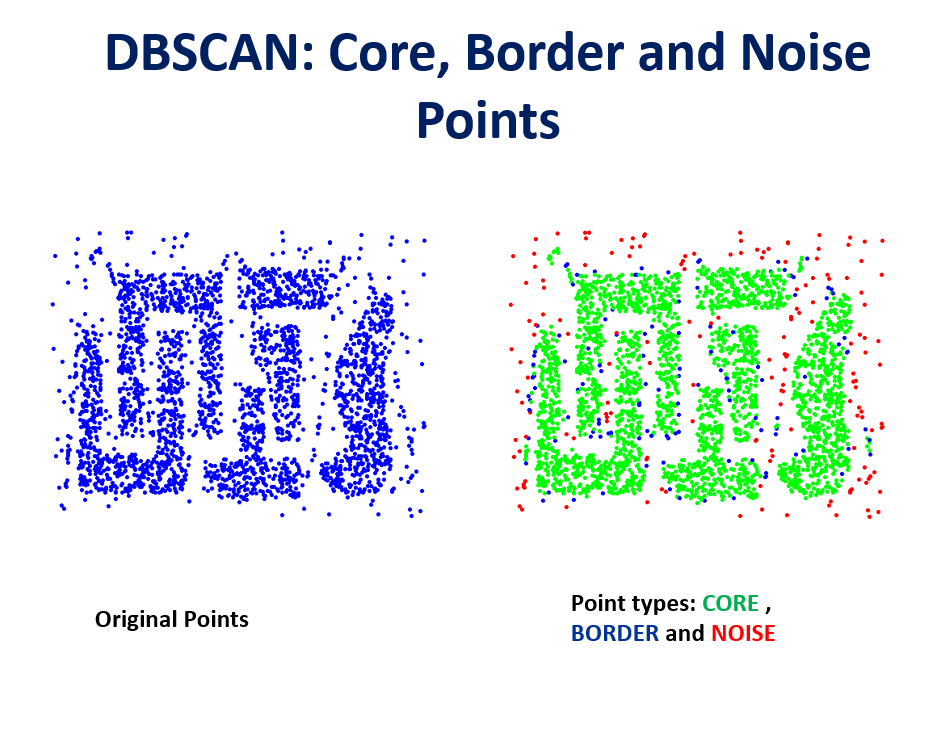 DBSCAN: Core, Border and Noise
Points
Original Points
Point types: CORE ,
BORDER and NOISE